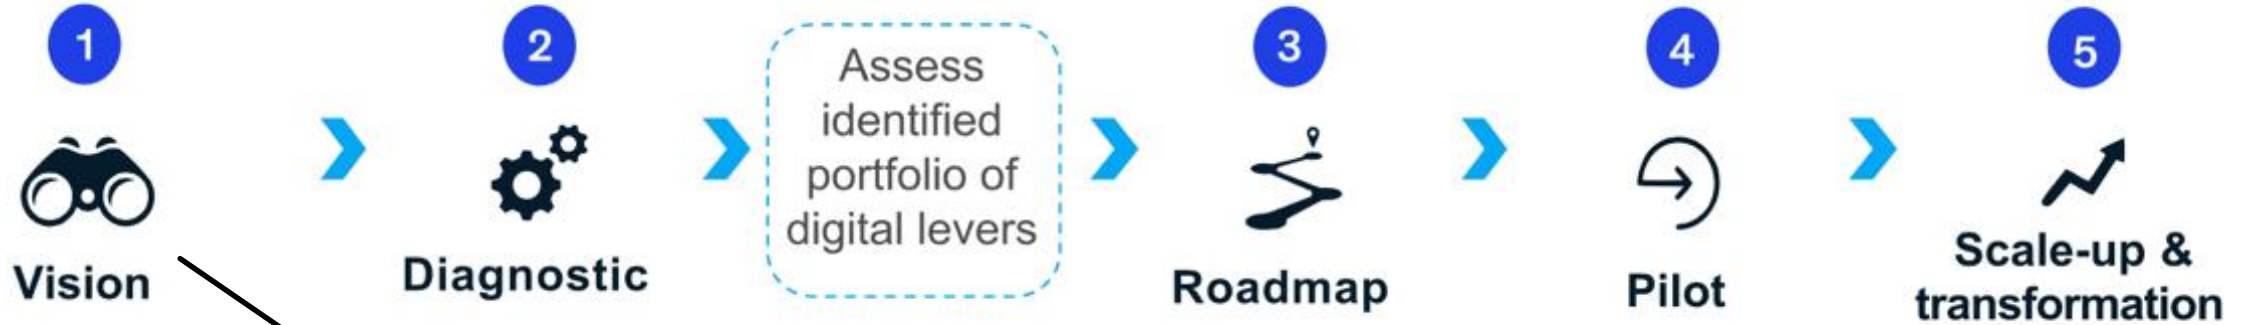 1
Vision
2
Diagnostic
Assess
identified
portfolio of
digital levers
3
Roadmap
4
Pilot
5
Scale-up &
transformation